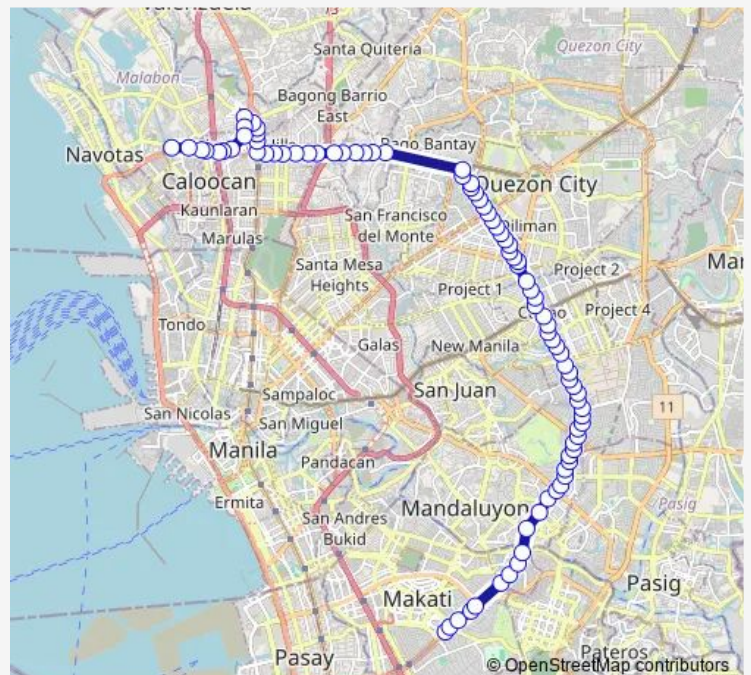 Santa Quiteria
Quezon City
Malabon
Bagong Barrio
East
Bago Bantay
Navotas
Caloocan
Quezon City
Kaunlaran
San Francisco
del Monte
Diliman
Marulas
Santa Mesa
Heights
Project 2
Project 1
Project 4
Tondo
Galas
New Manila
Sampaloc
San Juan
11
San Nicolas
San Miguel
Manila
Pandacan
Pasig
Ermita
San Andres
Bukid
Makati
Pasig
Pasay
Pateros
© OpenStreetMap contributors